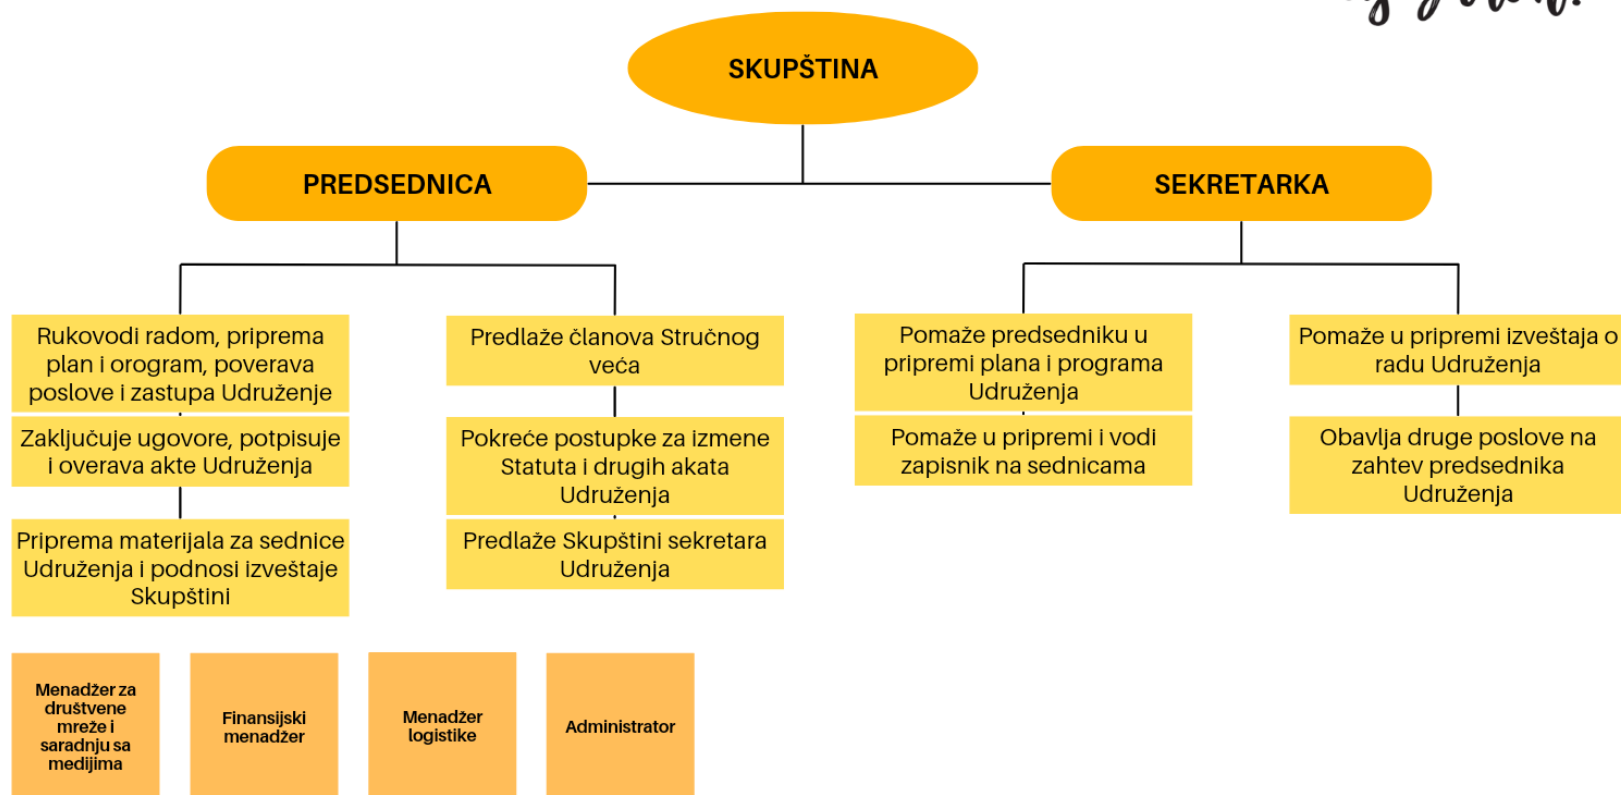 SKUPŠTINA
PREDSEDNICA
SEKRETARKA
Rukovodi radom, priprema
plan i orogram, poverava
poslove i zastupa Udruženje
Zaključuje ugovore, potpisuje
i overava akte Udruženja
Priprema materijala za sednice
Udruženja i podnosi izveštaje
Skupštini
Predlaže članova Stručnog
veća
Pokreće postupke za izmene
Statuta i drugih akata
Udruženja
Predlaže Skupštini sekretara
Udruženja
Pomaže predsedniku u
pripremi plana i programa
Udruženja
Pomaže u pripremi i vodi
zapisnik na sednicama
Pomaže u pripremi izveštaja o
radu Udruženja
Obavlja druge poslove na
zahtev predsednika
Udruženja
Menadžer za
društvene
mreže i
saradnju sa
medijima
Finansijski
menadžer
Menadžer
logistike
Administrator